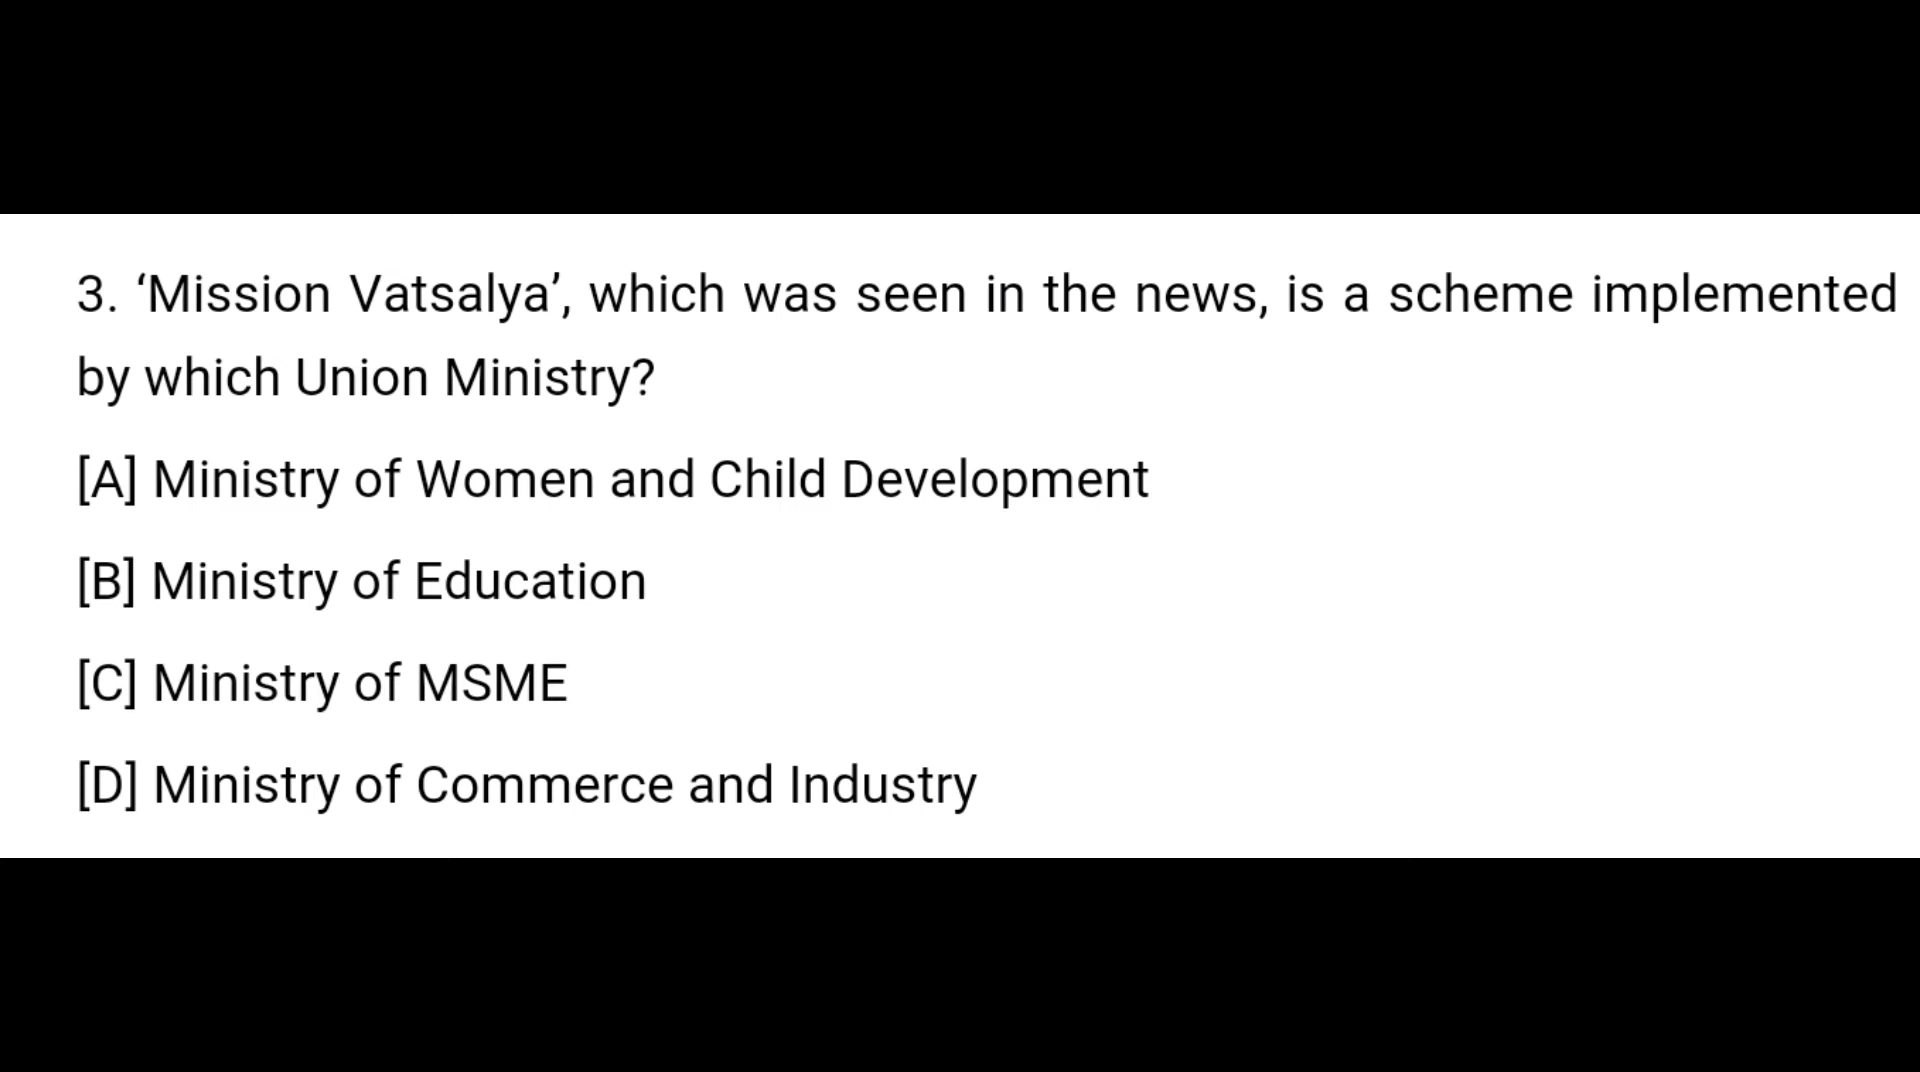 3. ‘Mission Vatsalya’, which was seen in the news, is a scheme implemented
by which Union Ministry?
[A] Ministry of Women and Child Development
[B] Ministry of Education
[C] Ministry of MSME
[D] Ministry of Commerce and Industry